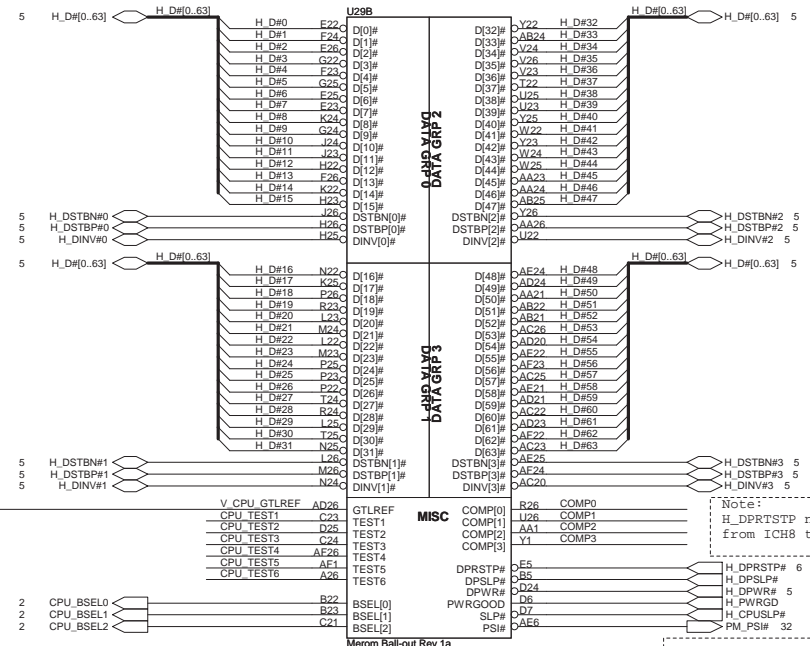 U29B
5 H_D#[0..63] H_D#[0..63] H_D#[0..63] H_D#[0..63] 5
H_D#0 E22 D[0]# D[32]# Y22 H_D#32
H_D#1 F24 D[1]# D[33]# AB24 H_D#33
H_D#2 E26 D[2]# D[34]# V24 H_D#34
H_D#3 G22 D[3]# D[35]# V26 H_D#35
H_D#4 F23 D[4]# D[36]# V23 H_D#36
H_D#5 G25 D[5]# D[37]# T22 H_D#37
H_D#6 E25 D[6]# D[38]# U25 H_D#38
H_D#7 E23 D[7]# D[39]# U23 H_D#39
H_D#8 K24 D[8]# D[40]# Y25 H_D#40
H_D#9 G24 D[9]# D[41]# W22 H_D#41
H_D#10 J24 D[10]# D[42]# Y23 H_D#42
H_D#11 J23 D[11]# D[43]# W24 H_D#43
H_D#12 H22 D[12]# D[44]# W25 H_D#44
H_D#13 F26 D[13]# D[45]# AA23 H_D#45
H_D#14 K22 D[14]# D[46]# AA24 H_D#46
H_D#15 H23 D[15]# D[47]# AB25 H_D#47
5 H_DSTBN#0 J26 DSTBN[0]# DSTBN[2]# Y26 H_DSTBN#2 5
5 H_DSTBP#0 H26 DSTBP[0]# DSTBP[2]# AA26 H_DSTBP#2 5
5 H_DINV#0 H25 DINV[0]# DINV[2]# U22 H_DINV#2 5
DATA GRP 0
DATA GRP 2
5 H_D#[0..63] H_D#[0..63] H_D#[0..63] H_D#[0..63] 5
H_D#16 N22 D[16]# D[48]# AE24 H_D#48
H_D#17 K25 D[17]# D[49]# AD24 H_D#49
H_D#18 P26 D[18]# D[50]# AA21 H_D#50
H_D#19 R23 D[19]# D[51]# AB22 H_D#51
H_D#20 L23 D[20]# D[52]# AB21 H_D#52
H_D#21 M24 D[21]# D[53]# AC26 H_D#53
H_D#22 L22 D[22]# D[54]# AD20 H_D#54
H_D#23 M23 D[23]# D[55]# AE22 H_D#55
H_D#24 P25 D[24]# D[56]# AF23 H_D#56
H_D#25 P23 D[25]# D[57]# AC25 H_D#57
H_D#26 P22 D[26]# D[58]# AE21 H_D#58
H_D#27 T24 D[27]# D[59]# AD21 H_D#59
H_D#28 R24 D[28]# D[60]# AC22 H_D#60
H_D#29 L25 D[29]# D[61]# AD23 H_D#61
H_D#30 T25 D[30]# D[62]# AF22 H_D#62
H_D#31 N25 D[31]# D[63]# AC23 H_D#63
5 H_DSTBN#1 L26 DSTBN[1]# DSTBN[3]# AE25 H_DSTBN#3 5
5 H_DSTBP#1 M26 DSTBP[1]# DSTBP[3]# AF24 H_DSTBP#3 5
5 H_DINV#1 N24 DINV[1]# DINV[3]# AC20 H_DINV#3 5
DATA GRP 1
DATA GRP 3
V_CPU_GTLREF AD26 GTLREF MISC COMP[0] R26 COMP0
CPU_TEST1 C23 TEST1 COMP[1] U26 COMP1
CPU_TEST2 D25 TEST2 COMP[2] AA1 COMP2
CPU_TEST3 C24 TEST3 COMP[3] Y1 COMP3
CPU_TEST4 AF26 TEST4
CPU_TEST5 AF1 TEST5 DPRSTP# E5 H_DPRSTP# 6
CPU_TEST6 A26 TEST6 DPSLP# B5 H_DPSLP#
DPWR# D24 H_DPWR# 5
2 CPU_BSEL0 B22 BSEL[0] PWRGOOD D6 H_PWRGD
2 CPU_BSEL1 B23 BSEL[1] SLP# D7 H_CPUSLP#
2 CPU_BSEL2 C21 BSEL[2] PSI# AE6 PM_PSI# 32
Merom Ball-out Rev 1a
Note:
H_DPRTSTP
from ICH8